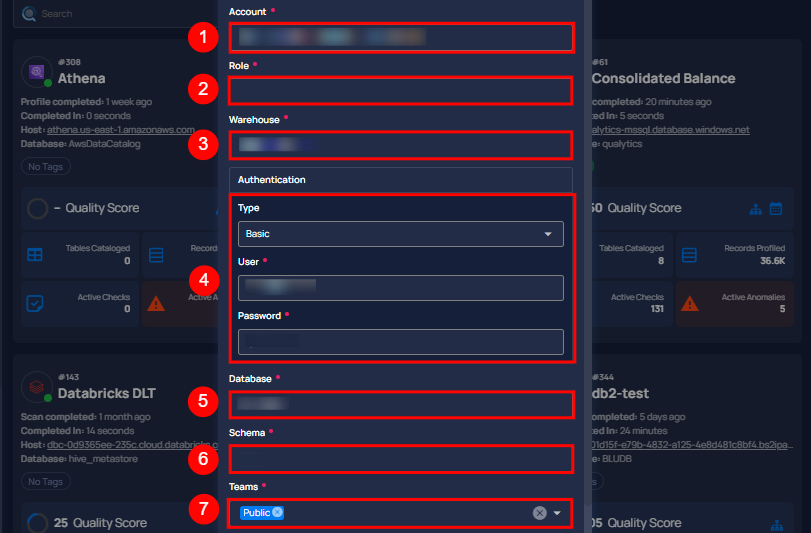 Search
#308
Athena
Profile completed: 1 week ago
Completed In: 0 seconds
Host: athena.us-east-1.amazonaws.com
Database: AwsDataCatalog
No Tags
– Quality Score
Tables Cataloged
0
Records
Active Checks
0
Active A
#143
Databricks DLT
Scan completed: 1 month ago
Completed In: 14 seconds
Host: dbc-0d9365ee-235c.cloud.databricks.c
Database: hive_metastore
No Tags
25 Quality Score
Account *
1
Role *
2
Warehouse *
3
Authentication
Type
Basic
User *
4
Password *
Database *
5
Schema *
6
Teams *
7
Public
#61
Consolidated Balance
completed: 20 minutes ago
ted In: 5 seconds
alytics-mssql.database.windows.net
e: qualytics
60 Quality Score
Tables Cataloged
8
Records Profiled
36.6K
Active Checks
131
Active Anomalies
5
#344
db2-test
ompleted: 5 days ago
ted In: 24 minutes
01d15f-e79b-4832-a125-4e8d481c8bf4.bs2ipa...
e: BLUDB
s
05 Quality Score